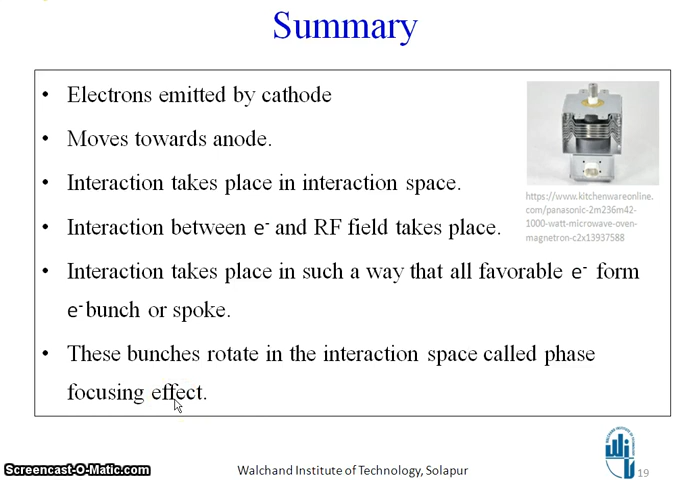 Summary
• Electrons emitted by cathode
• Moves towards anode.
• Interaction takes place in interaction space.
• Interaction between e- and RF field takes place.
• Interaction takes place in such a way that all favorable e- form
e- bunch or spoke.
• These bunches rotate in the interaction space called phase
focusing effect.
https://www.kitchenwareonline.
com/panasonic-2m236m42-
1000-watt-microwave-oven-
magnetron-c2x13937588
Screencast-O-Matic.com
Walchand Institute of Technology, Solapur
19